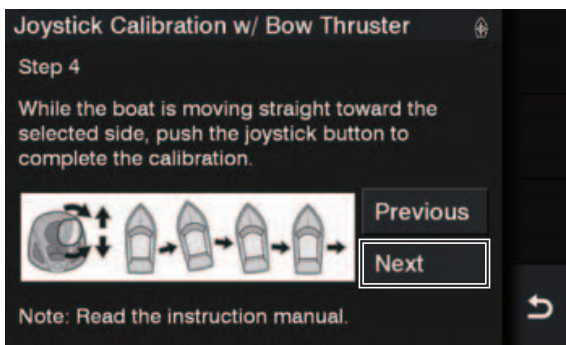 Joystick Calibration w/ Bow Thruster
Step 4
While the boat is moving straight toward the
selected side, push the joystick button to
complete the calibration.
Previous
Next
Note: Read the instruction manual.